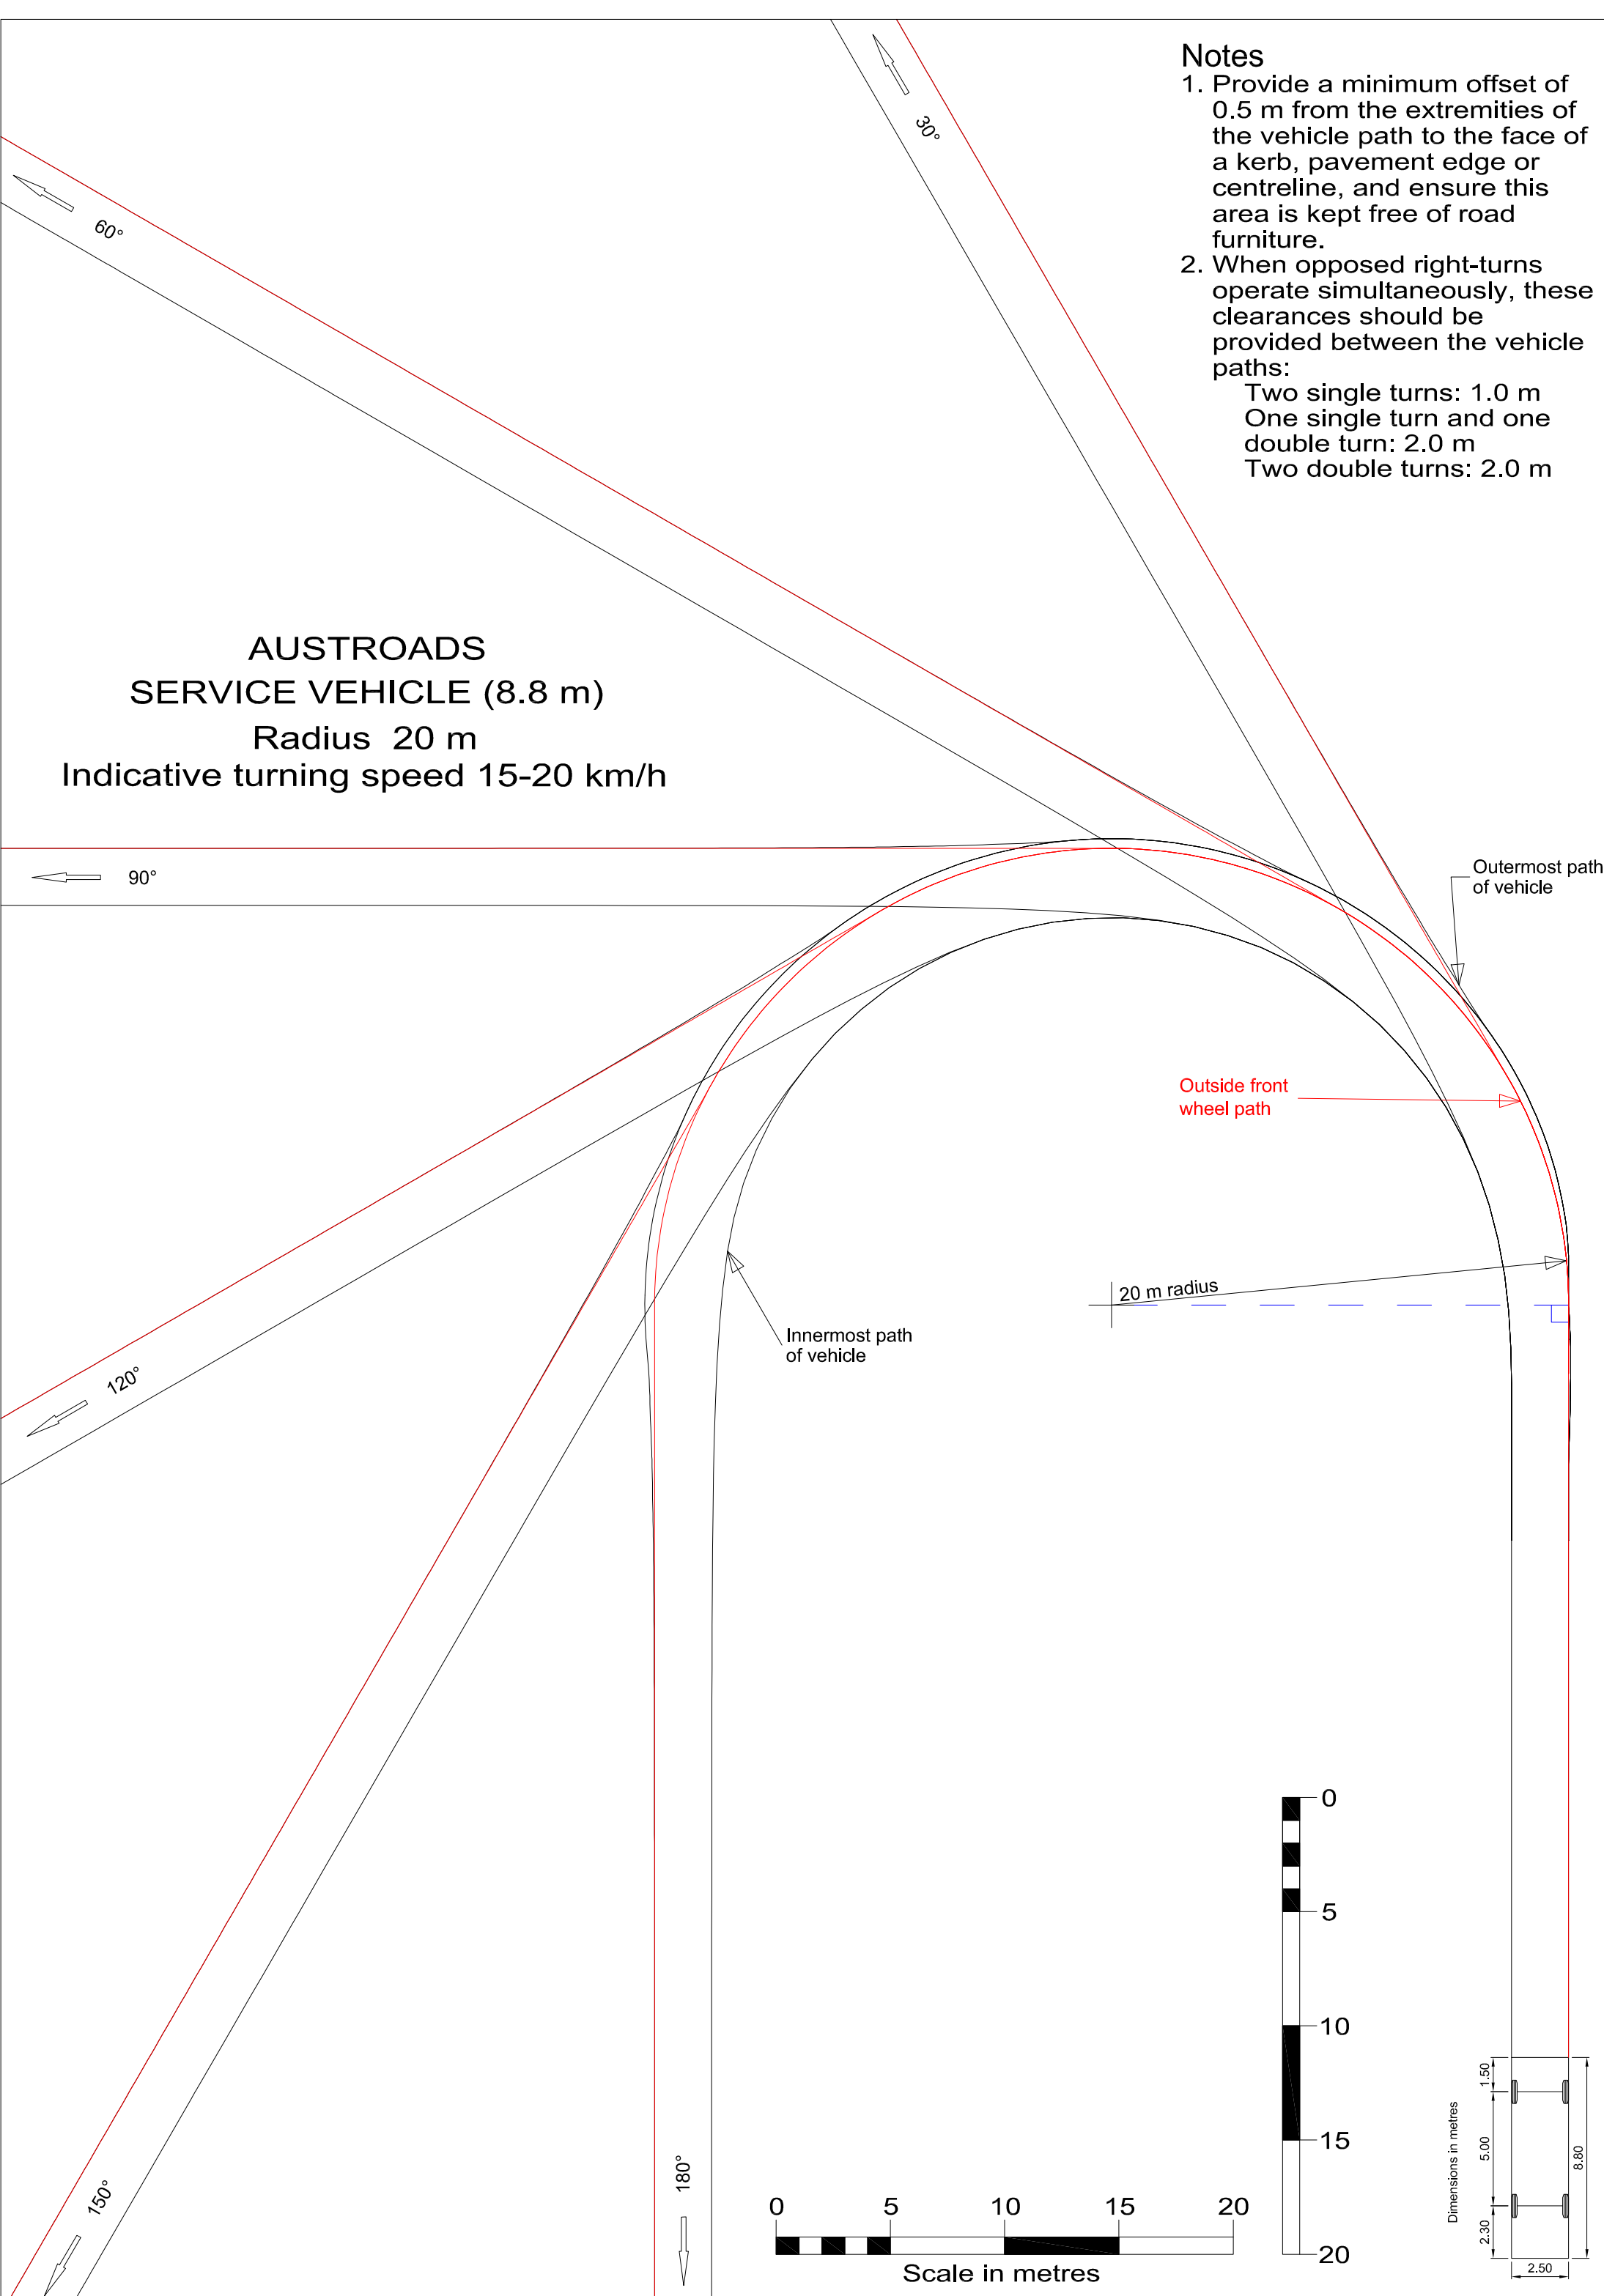 Notes
1. Provide a minimum offset of
0.5 m from the extremities of
the vehicle path to the face of
a kerb, pavement edge or
centreline, and ensure this
area is kept free of road
furniture.
2. When opposed right-turns
operate simultaneously, these
clearances should be
provided between the vehicle
paths:
Two single turns: 1.0 m
One single turn and one
double turn: 2.0 m
Two double turns: 2.0 m
30°
60°
AUSTROADS
SERVICE VEHICLE (8.8 m)
Radius 20 m
Indicative turning speed 15-20 km/h
90°
Outermost path
of vehicle
Outside front
wheel path
20 m radius
Innermost path
of vehicle
120°
150°
180°
0
5
10
15
20
0 5 10 15 20
Scale in metres
Dimensions in metres
1.50
5.00
2.30
8.80
2.50